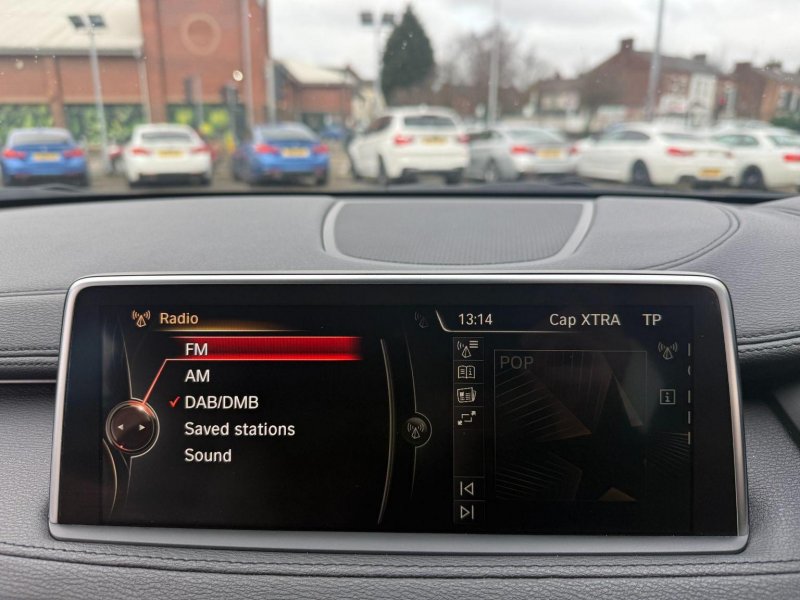 Radio
13:14 Cap XTRA TP
FM
AM
DAB/DMB
Saved stations
Sound
POP